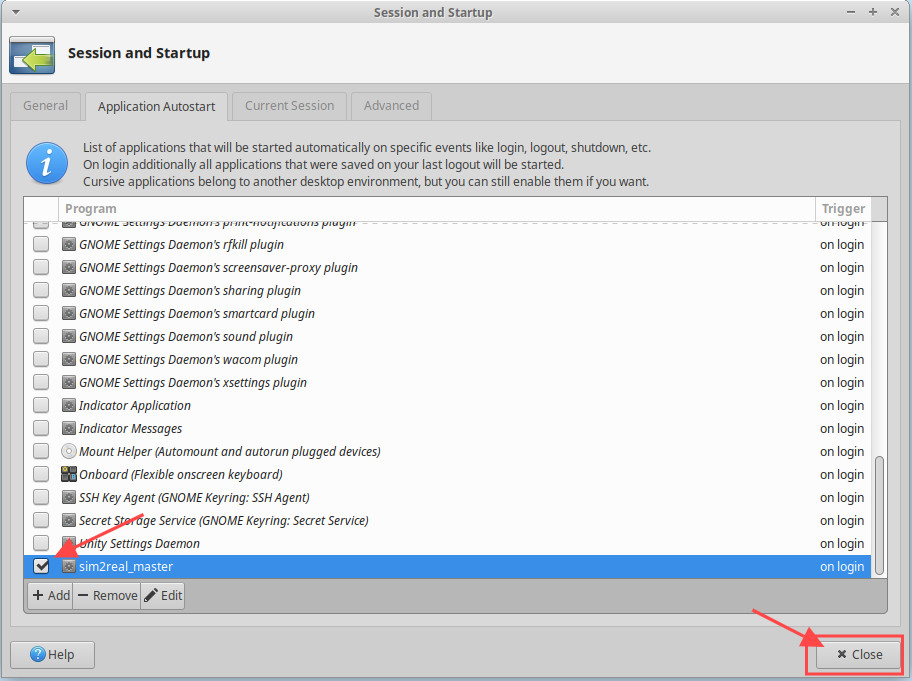 Session and Startup
Session and Startup
General Application Autostart Current Session Advanced
List of applications that will be started automatically on specific events like login, logout, shutdown, etc.
On login additionally all applications that were saved on your last logout will be started.
Cursive applications belong to another desktop environment, but you can still enable them if you want.
Program Trigger
GNOME Settings Daemon's print-notifications plugin on login
GNOME Settings Daemon's rfkill plugin on login
GNOME Settings Daemon's screensaver-proxy plugin on login
GNOME Settings Daemon's sharing plugin on login
GNOME Settings Daemon's smartcard plugin on login
GNOME Settings Daemon's sound plugin on login
GNOME Settings Daemon's wacom plugin on login
GNOME Settings Daemon's xsettings plugin on login
Indicator Application on login
Indicator Messages on login
Mount Helper (Automount and autorun plugged devices) on login
Onboard (Flexible onscreen keyboard) on login
SSH Key Agent (GNOME Keyring: SSH Agent) on login
Secret Storage Service (GNOME Keyring: Secret Service) on login
Unity Settings Daemon on login
sim2real_master on login
Add Remove Edit
Help Close